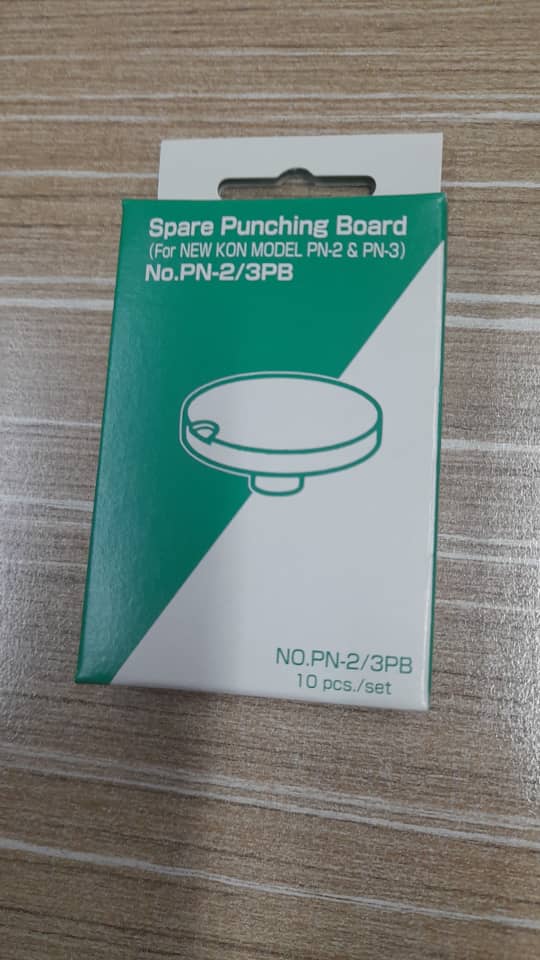 Spare Punching Board
(For NEW KON MODEL PN-2 & PN-3)
No.PN-2/3PB
NO.PN-2/3PB
10 pcs./set